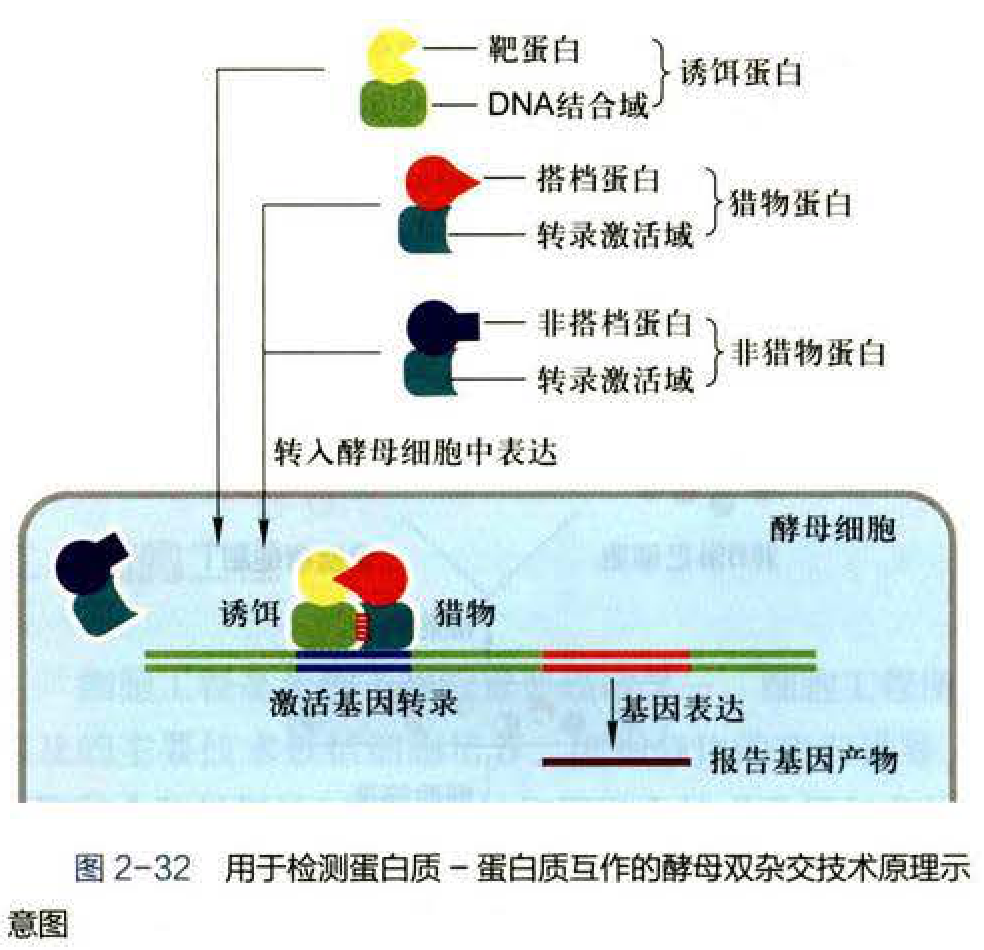 靶蛋白
DNA结合域
诱饵蛋白
搭档蛋白
转录激活域
猎物蛋白
非搭档蛋白
转录激活域
非猎物蛋白
转入酵母细胞中表达
酵母细胞
诱饵
猎物
激活基因转录
基因表达
报告基因产物
图 2-32 用于检测蛋白质 – 蛋白质互作的酵母双杂交技术原理示
意图